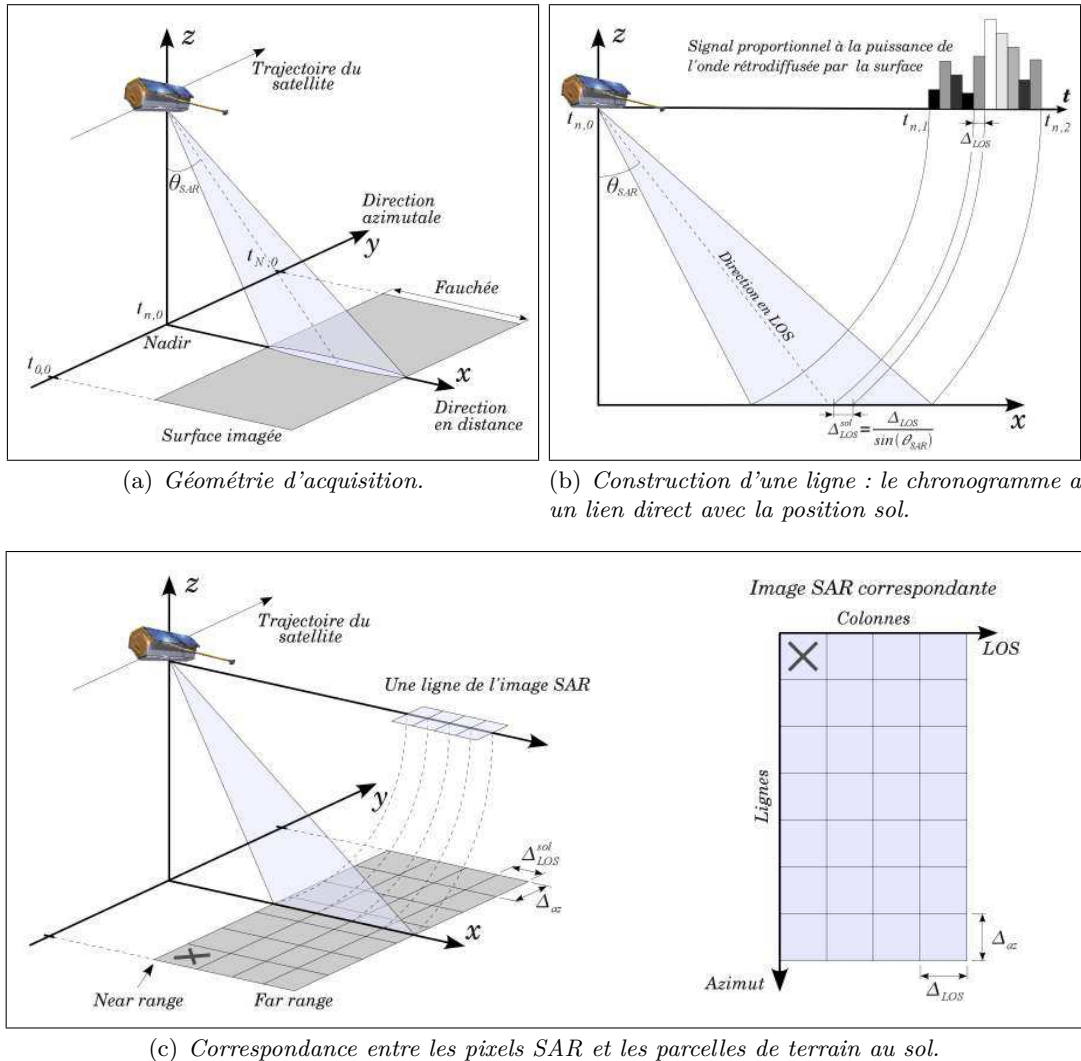 z
Trajectoire du
satellite
θSAR
Direction
azimutale
y
tN,0
Fauchée
tn,0
Nadir
t0,0
x
Direction
en distance
Surface imagée
(a) Géométrie d'acquisition.
z
Signal proportionnel à la puissance de
l'onde rétrodiffusée par la surface
t
tn,0
tn,1
tn,2
ΔLOS
θSAR
Direction en LOS
x
Δsol LOS = ΔLOS / sin(θSAR)
(b) Construction d'une ligne : le chronogramme a
un lien direct avec la position sol.
z
Trajectoire du
satellite
Une ligne de l'image SAR
y
Δsol LOS
Δaz
x
Near range
Far range
Image SAR correspondante
Colonnes
LOS
Lignes
Azimut
Δaz
ΔLOS
(c) Correspondance entre les pixels SAR et les parcelles de terrain au sol.